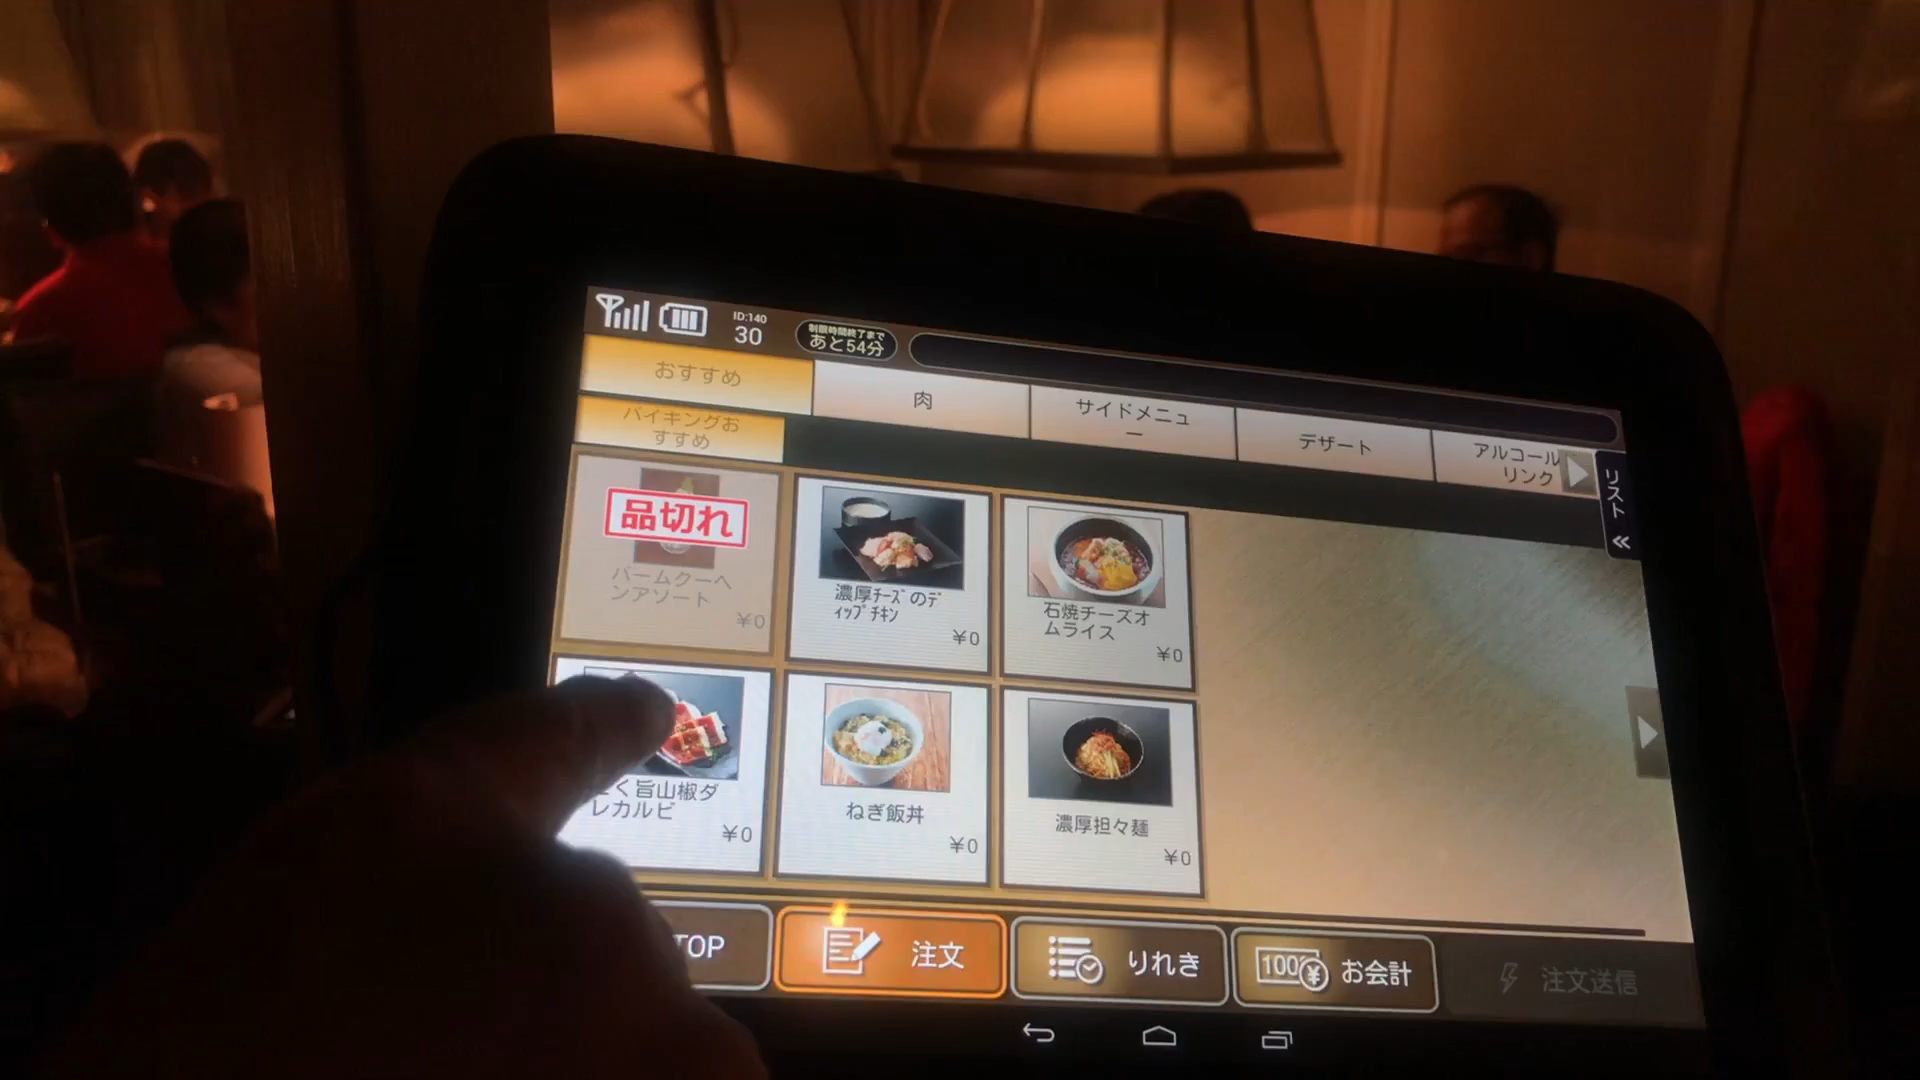 ID:140
30
制限時間終了まで
あと54分
おすすめ
肉
サイドメニュ
ー
デザート
アルコール
リンク
バイキングお
すすめ
リスト
品切れ
バームクーヘ
ンアソート
¥0
濃厚ﾁｰｽﾞのデ
ｨｯﾌﾟﾁｷﾝ
¥0
石焼チーズオ
ムライス
¥0
く旨山椒ダ
レカルビ
¥0
ねぎ飯丼
¥0
濃厚担々麺
¥0
TOP
注文
りれき
100
¥
お会計
注文送信